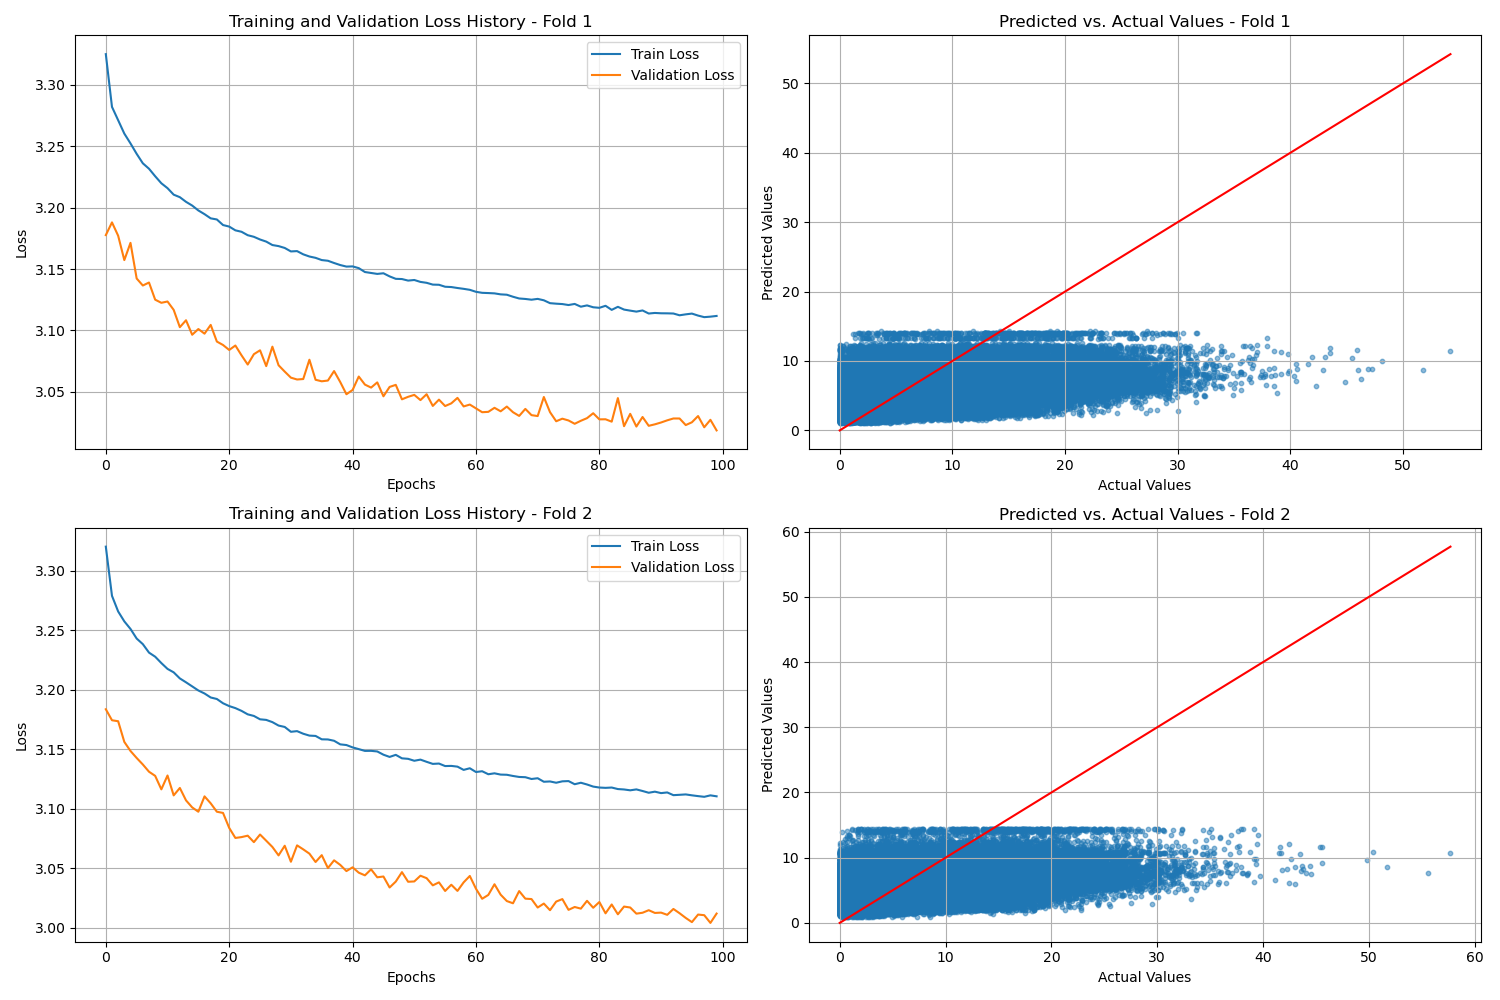 Training and Validation Loss History - Fold 1
Train Loss
Validation Loss
Loss
3.30
3.25
3.20
3.15
3.10
3.05
0 20 40 60 80 100
Epochs
Predicted vs. Actual Values - Fold 1
Predicted Values
50
40
30
20
10
0
0 10 20 30 40 50
Actual Values
Training and Validation Loss History - Fold 2
Train Loss
Validation Loss
Loss
3.30
3.25
3.20
3.15
3.10
3.05
3.00
0 20 40 60 80 100
Epochs
Predicted vs. Actual Values - Fold 2
Predicted Values
60
50
40
30
20
10
0
0 10 20 30 40 50 60
Actual Values